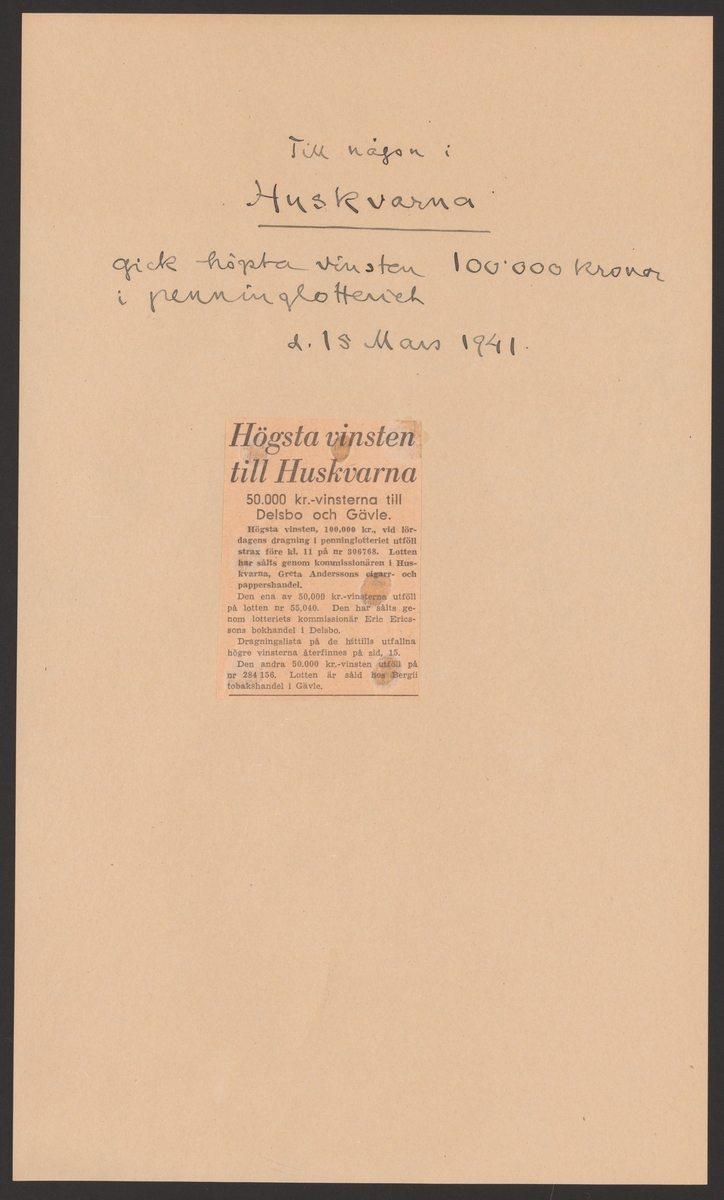 Till någon i
Huskvarna
gick högsta vinsten 100'000 kronor
i penninglotteriet
d. 15 Mars 1941.
Högsta vinsten
till Huskvarna
50.000 kr.-vinsterna till
Delsbo och Gävle.
Högsta vinsten, 100,000 kr., vid lör-
dagens dragning i penninglotteriet utföll
strax före kl. 11 på nr 306768. Lotten
har sålts genom kommissionären i Hus-
kvarna, Greta Anderssons cigarr- och
pappershandel.
Den ena av 50,000 kr.-vinsterna utföll
på lotten nr 55,040. Den har sålts ge-
nom lotteriets kommissionär Eric Erics-
sons bokhandel i Delsbo.
Dragningslista på de hittills utfallna
högre vinsterna återfinnes på sid. 15.
Den andra 50.000 kr.-vinsten utföll på
nr 284156. Lotten är såld hos Bergli
tobakshandel i Gävle.